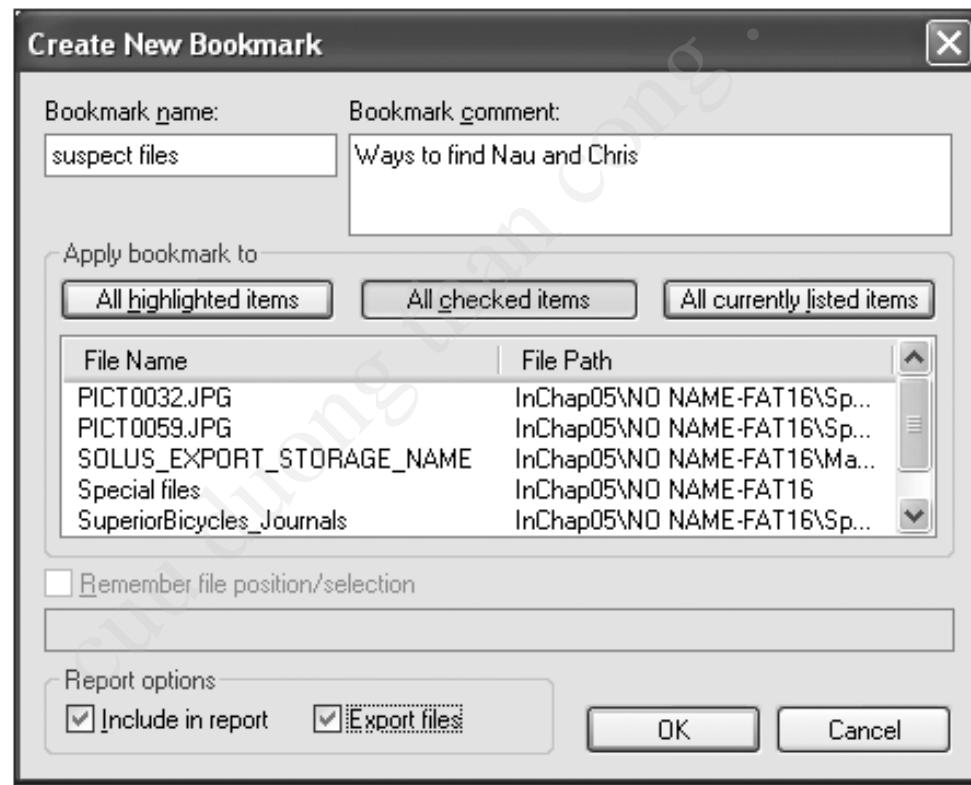 Create New Bookmark
Bookmark name: Bookmark comment:
suspect files Ways to find Nau and Chris
Apply bookmark to
All highlighted items All checked items All currently listed items
File Name File Path
PICT0032.JPG InChap05\NO NAME-FAT16\Sp...
PICT0059.JPG InChap05\NO NAME-FAT16\Sp...
SOLUS_EXPORT_STORAGE_NAME InChap05\NO NAME-FAT16\Ma...
Special files InChap05\NO NAME-FAT16
SuperiorBicycles_Journals InChap05\NO NAME-FAT16\Sp...
Remember file position/selection
Report options
Include in report Export files OK Cancel
cuu duong than cong .